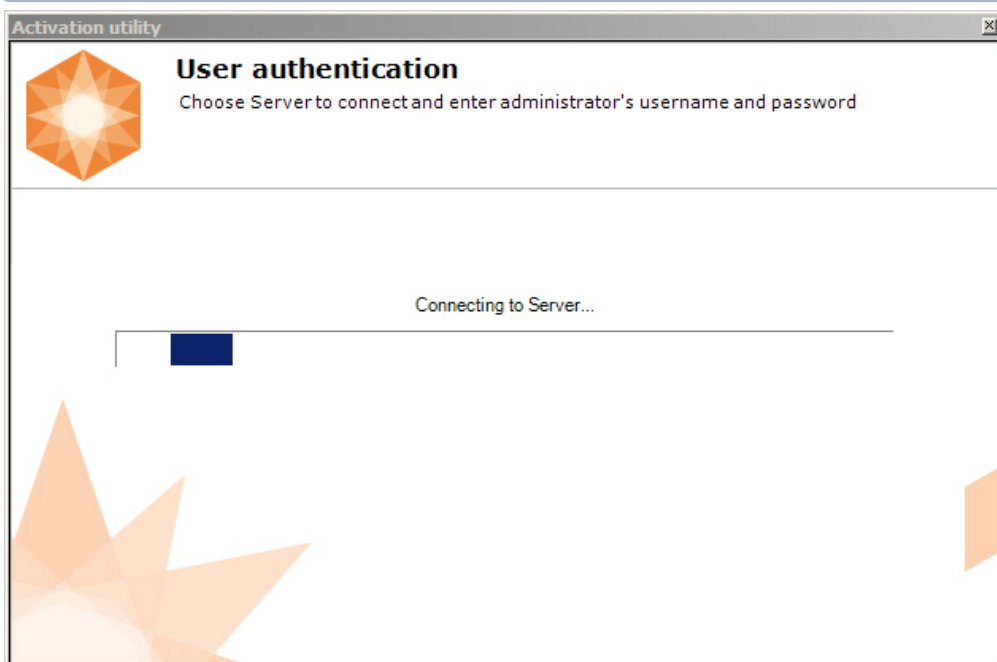 Activation utility
User authentication
Choose Server to connect and enter administrator's username and password
Connecting to Server...